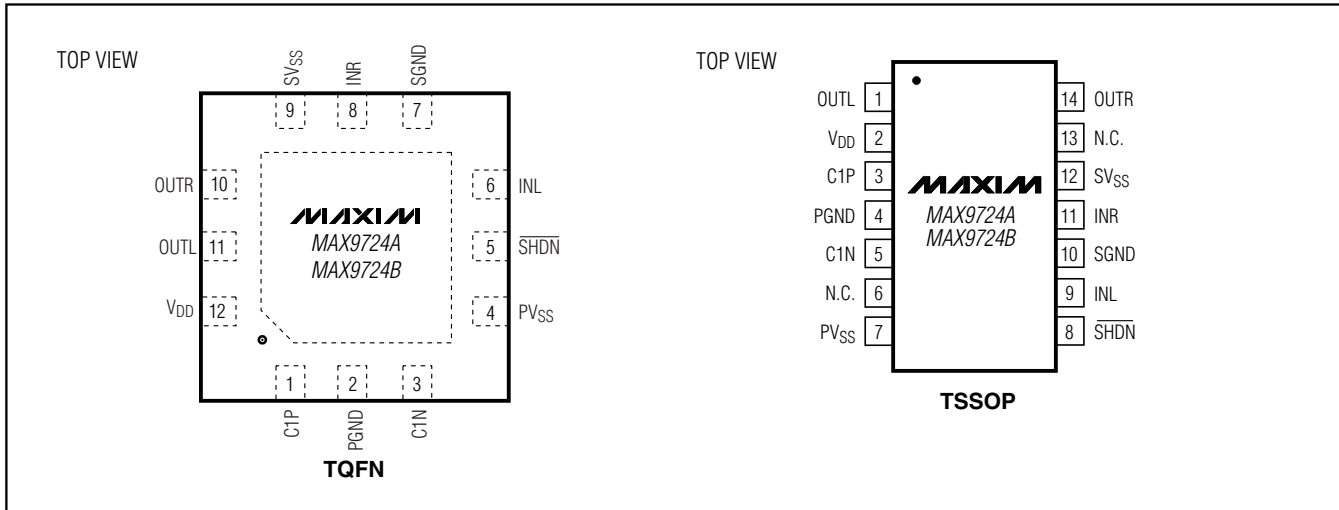 TOP VIEW
SVSS
INR
SGND
9
8
7
OUTR 10
6 INL
OUTL 11
5 SHDN
VDD 12
4 PVSS
MAXIM
MAX9724A
MAX9724B
1
2
3
C1P
PGND
C1N
TQFN
TOP VIEW
OUTL 1
14 OUTR
VDD 2
13 N.C.
C1P 3
12 SVSS
PGND 4
11 INR
C1N 5
10 SGND
N.C. 6
9 INL
PVSS 7
8 SHDN
MAXIM
MAX9724A
MAX9724B
TSSOP